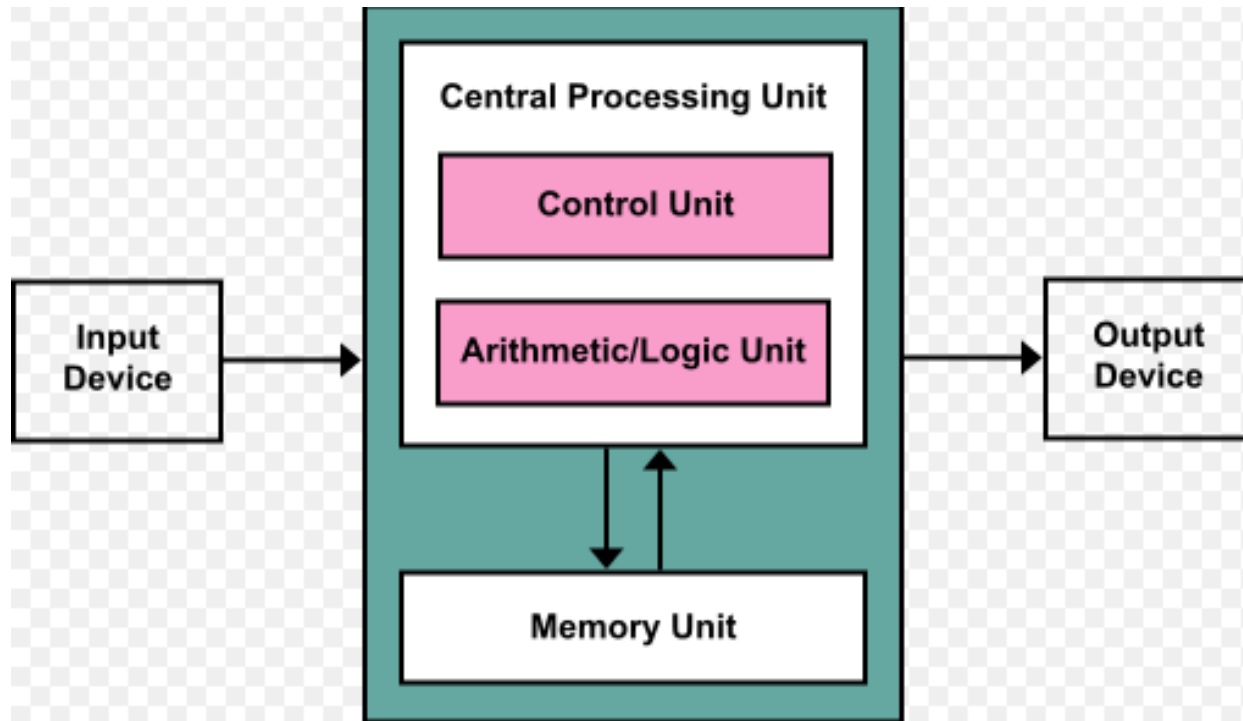 Central Processing Unit
Control Unit
Arithmetic/Logic Unit
Input
Device
Output
Device
Memory Unit